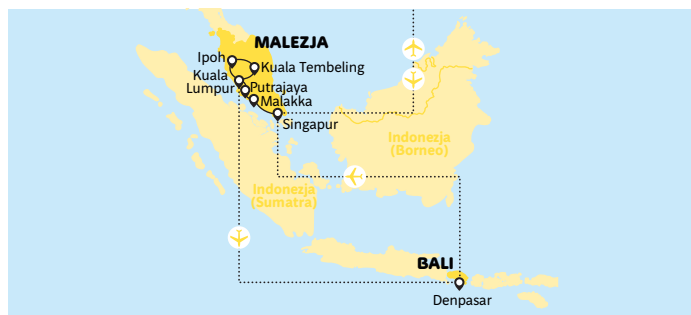 MALEZJA
Ipoh
Kuala Tembeling
Kuala
Lumpur
Putrajaya
Malakka
Singapur
Indonezja
(Borneo)
Indonezja
(Sumatra)
BALI
Denpasar